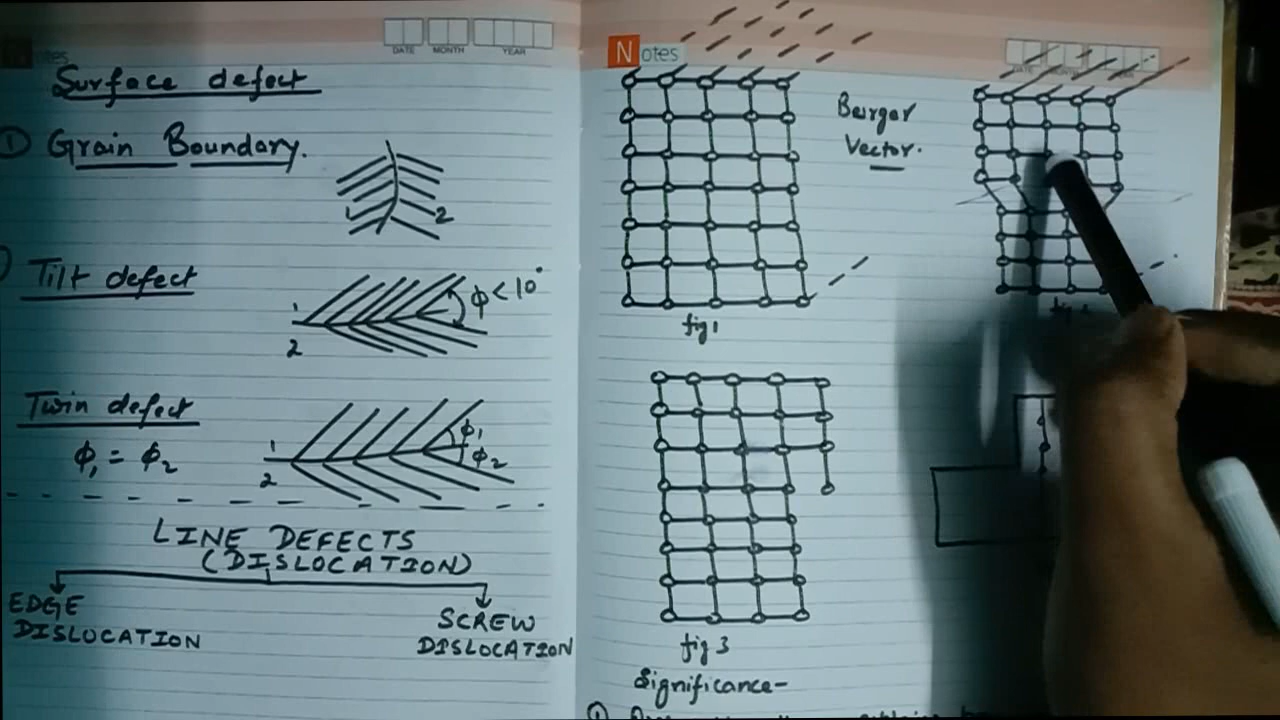 DATE MONTH YEAR
Surface defect
① Grain Boundary.
1 2
Tilt defect
1
2
ϕ < 10°
Twin defect
ϕ₁ = ϕ₂
1
2
ϕ₁
ϕ₂
LINE DEFECTS
(DISLOCATION)
EDGE
DISLOCATION
SCREW
DISLOCATION
Notes
Burger
Vector.
fig 1
fig 3
Significance-
①